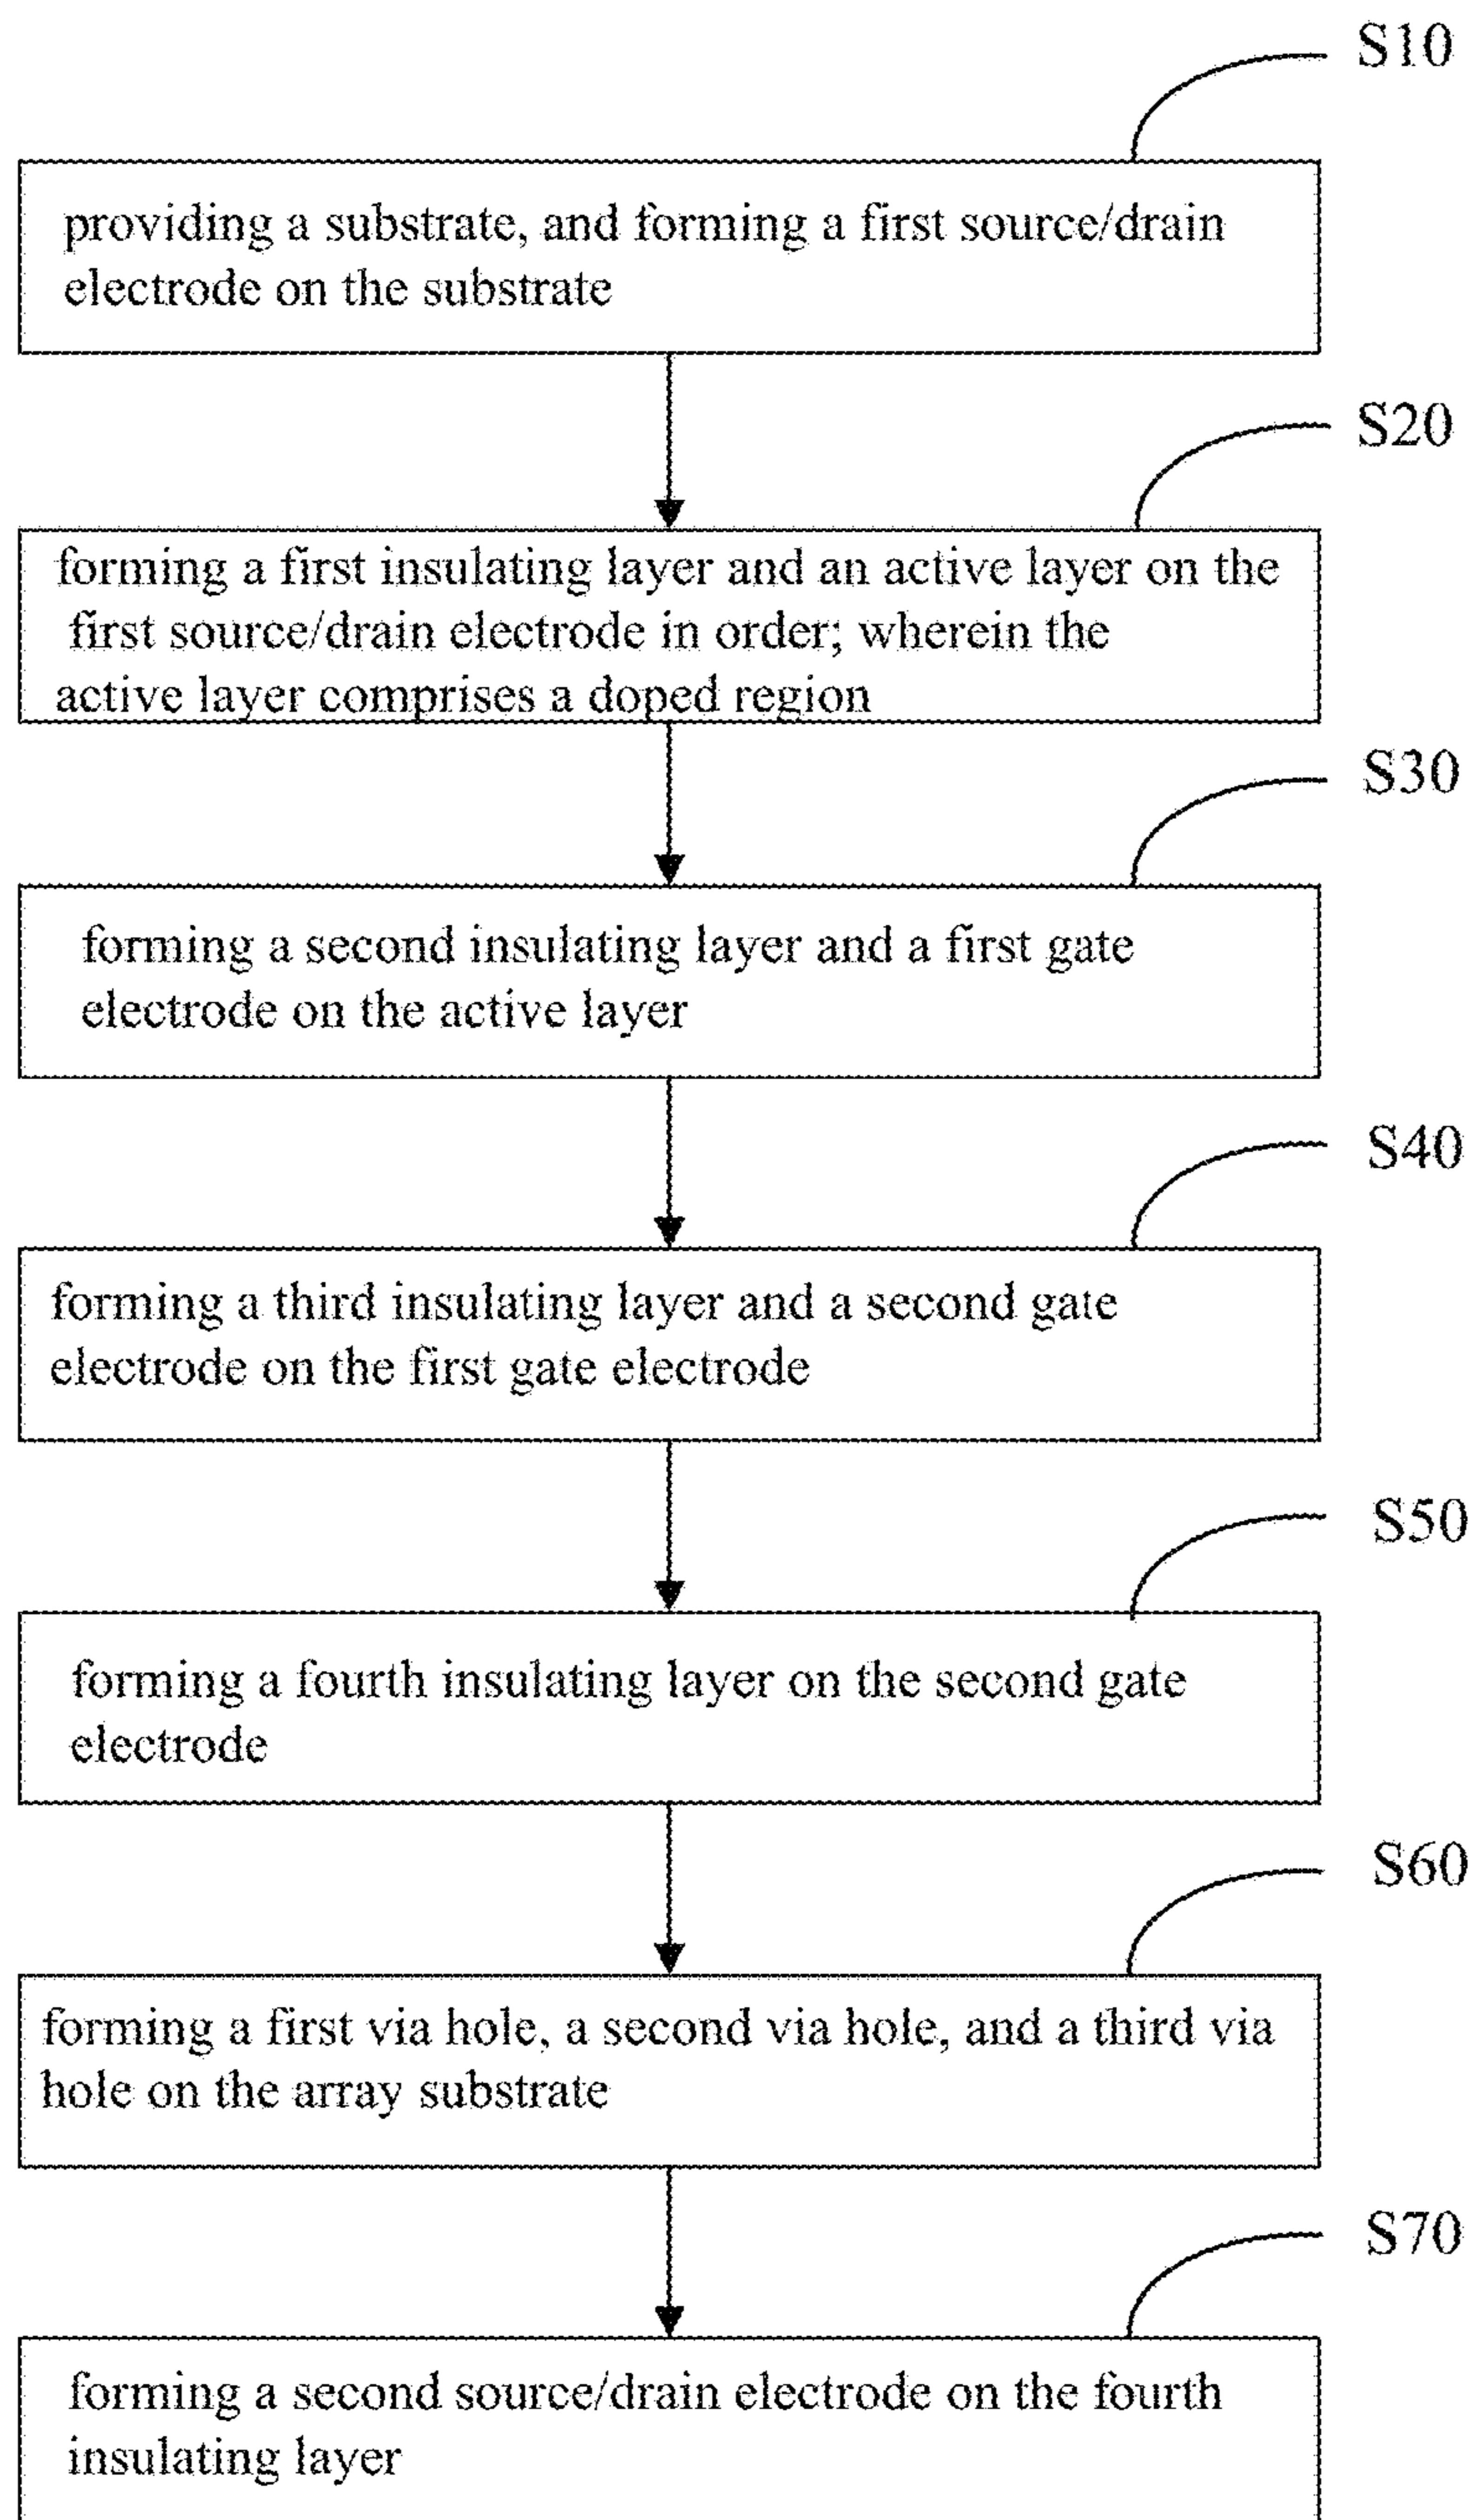 S10
providing a substrate, and forming a first source/drain
electrode on the substrate
S20
forming a first insulating layer and an active layer on the
first source/drain electrode in order; wherein the
active layer comprises a doped region
S30
forming a second insulating layer and a first gate
electrode on the active layer
S40
forming a third insulating layer and a second gate
electrode on the first gate electrode
S50
forming a fourth insulating layer on the second gate
electrode
S60
forming a first via hole, a second via hole, and a third via
hole on the array substrate
S70
forming a second source/drain electrode on the fourth
insulating layer